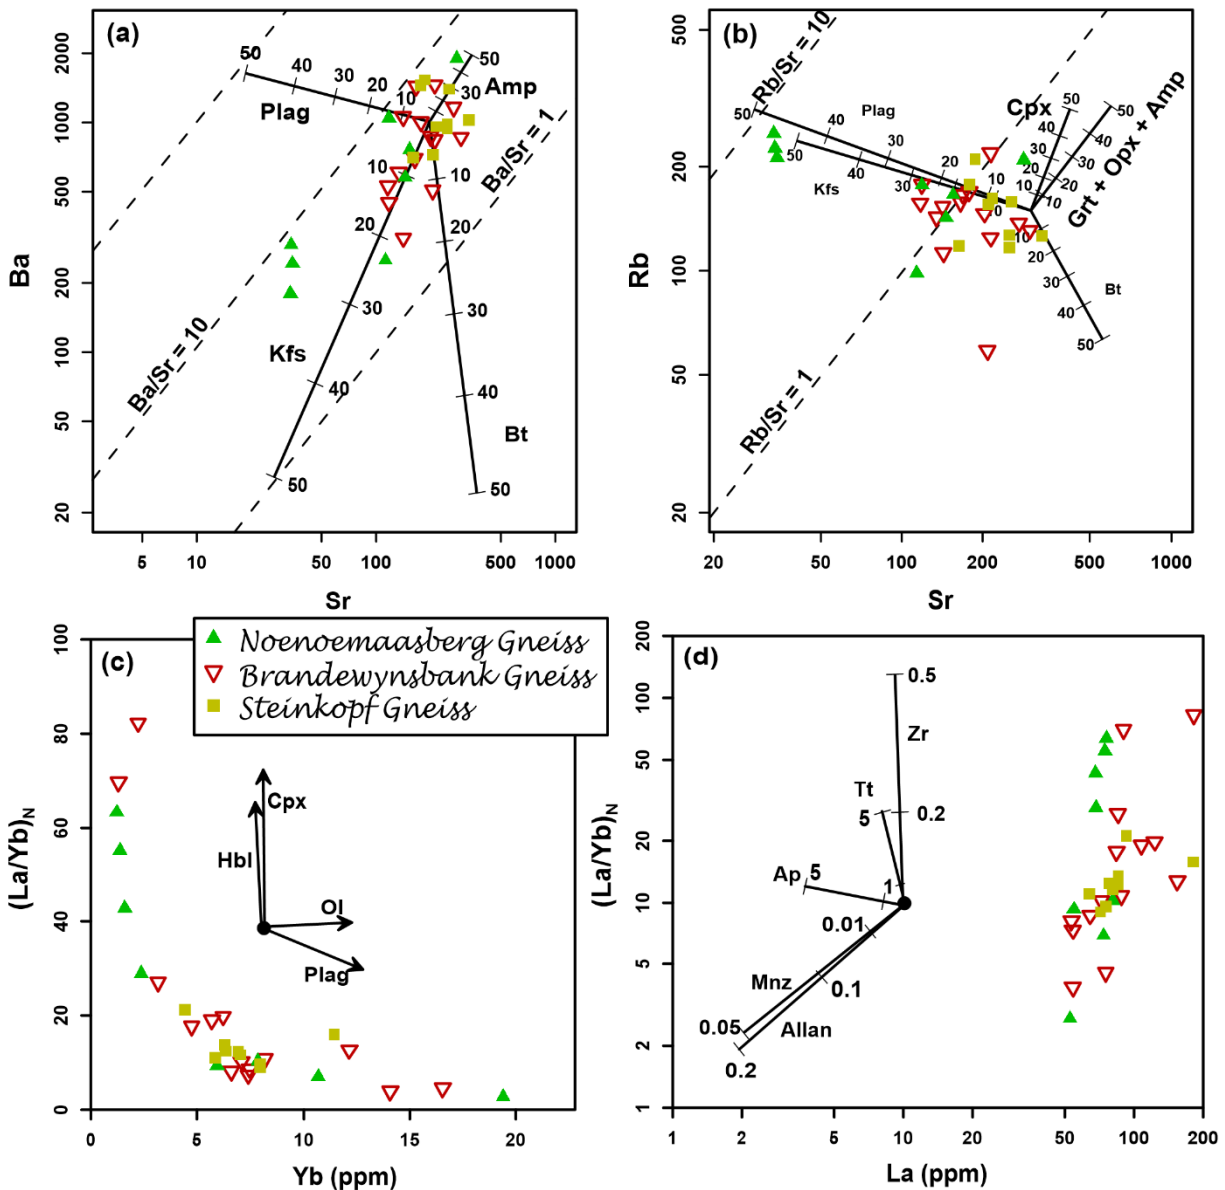 (a)
2000
1000
500
200
100
50
20
Ba
50
40
30
20
10
Plag
50
30
Amp
Ba/Sr = 1
Ba/Sr = 10
10
20
30
40
50
Kfs
10
20
30
40
50
Bt
5
10
50
100
500
1000
Sr
(b)
500
200
100
50
20
Rb
Rb/Sr = 10
50
40
Plag
30
20
10
50
40
Kfs
30
0
Cpx
50
40
30
20
10
50
40
30
20
10
Grt + Opx + Amp
10
20
30
40
50
Bt
Rb/Sr = 1
20
50
100
200
500
1000
Sr
Noenoemaasberg Gneiss
Brandewynsbank Gneiss
Steinkopf Gneiss
(c)
100
80
60
40
20
0
(La/Yb)N
Cpx
Hbl
Ol
Plag
0
5
10
15
20
Yb (ppm)
(d)
200
100
50
20
10
5
2
1
(La/Yb)N
0.5
Zr
0.2
Tt
5
Ap
5
1
0.01
0.1
Mnz
0.05
Allan
0.2
1
2
5
10
20
50
100
200
La (ppm)